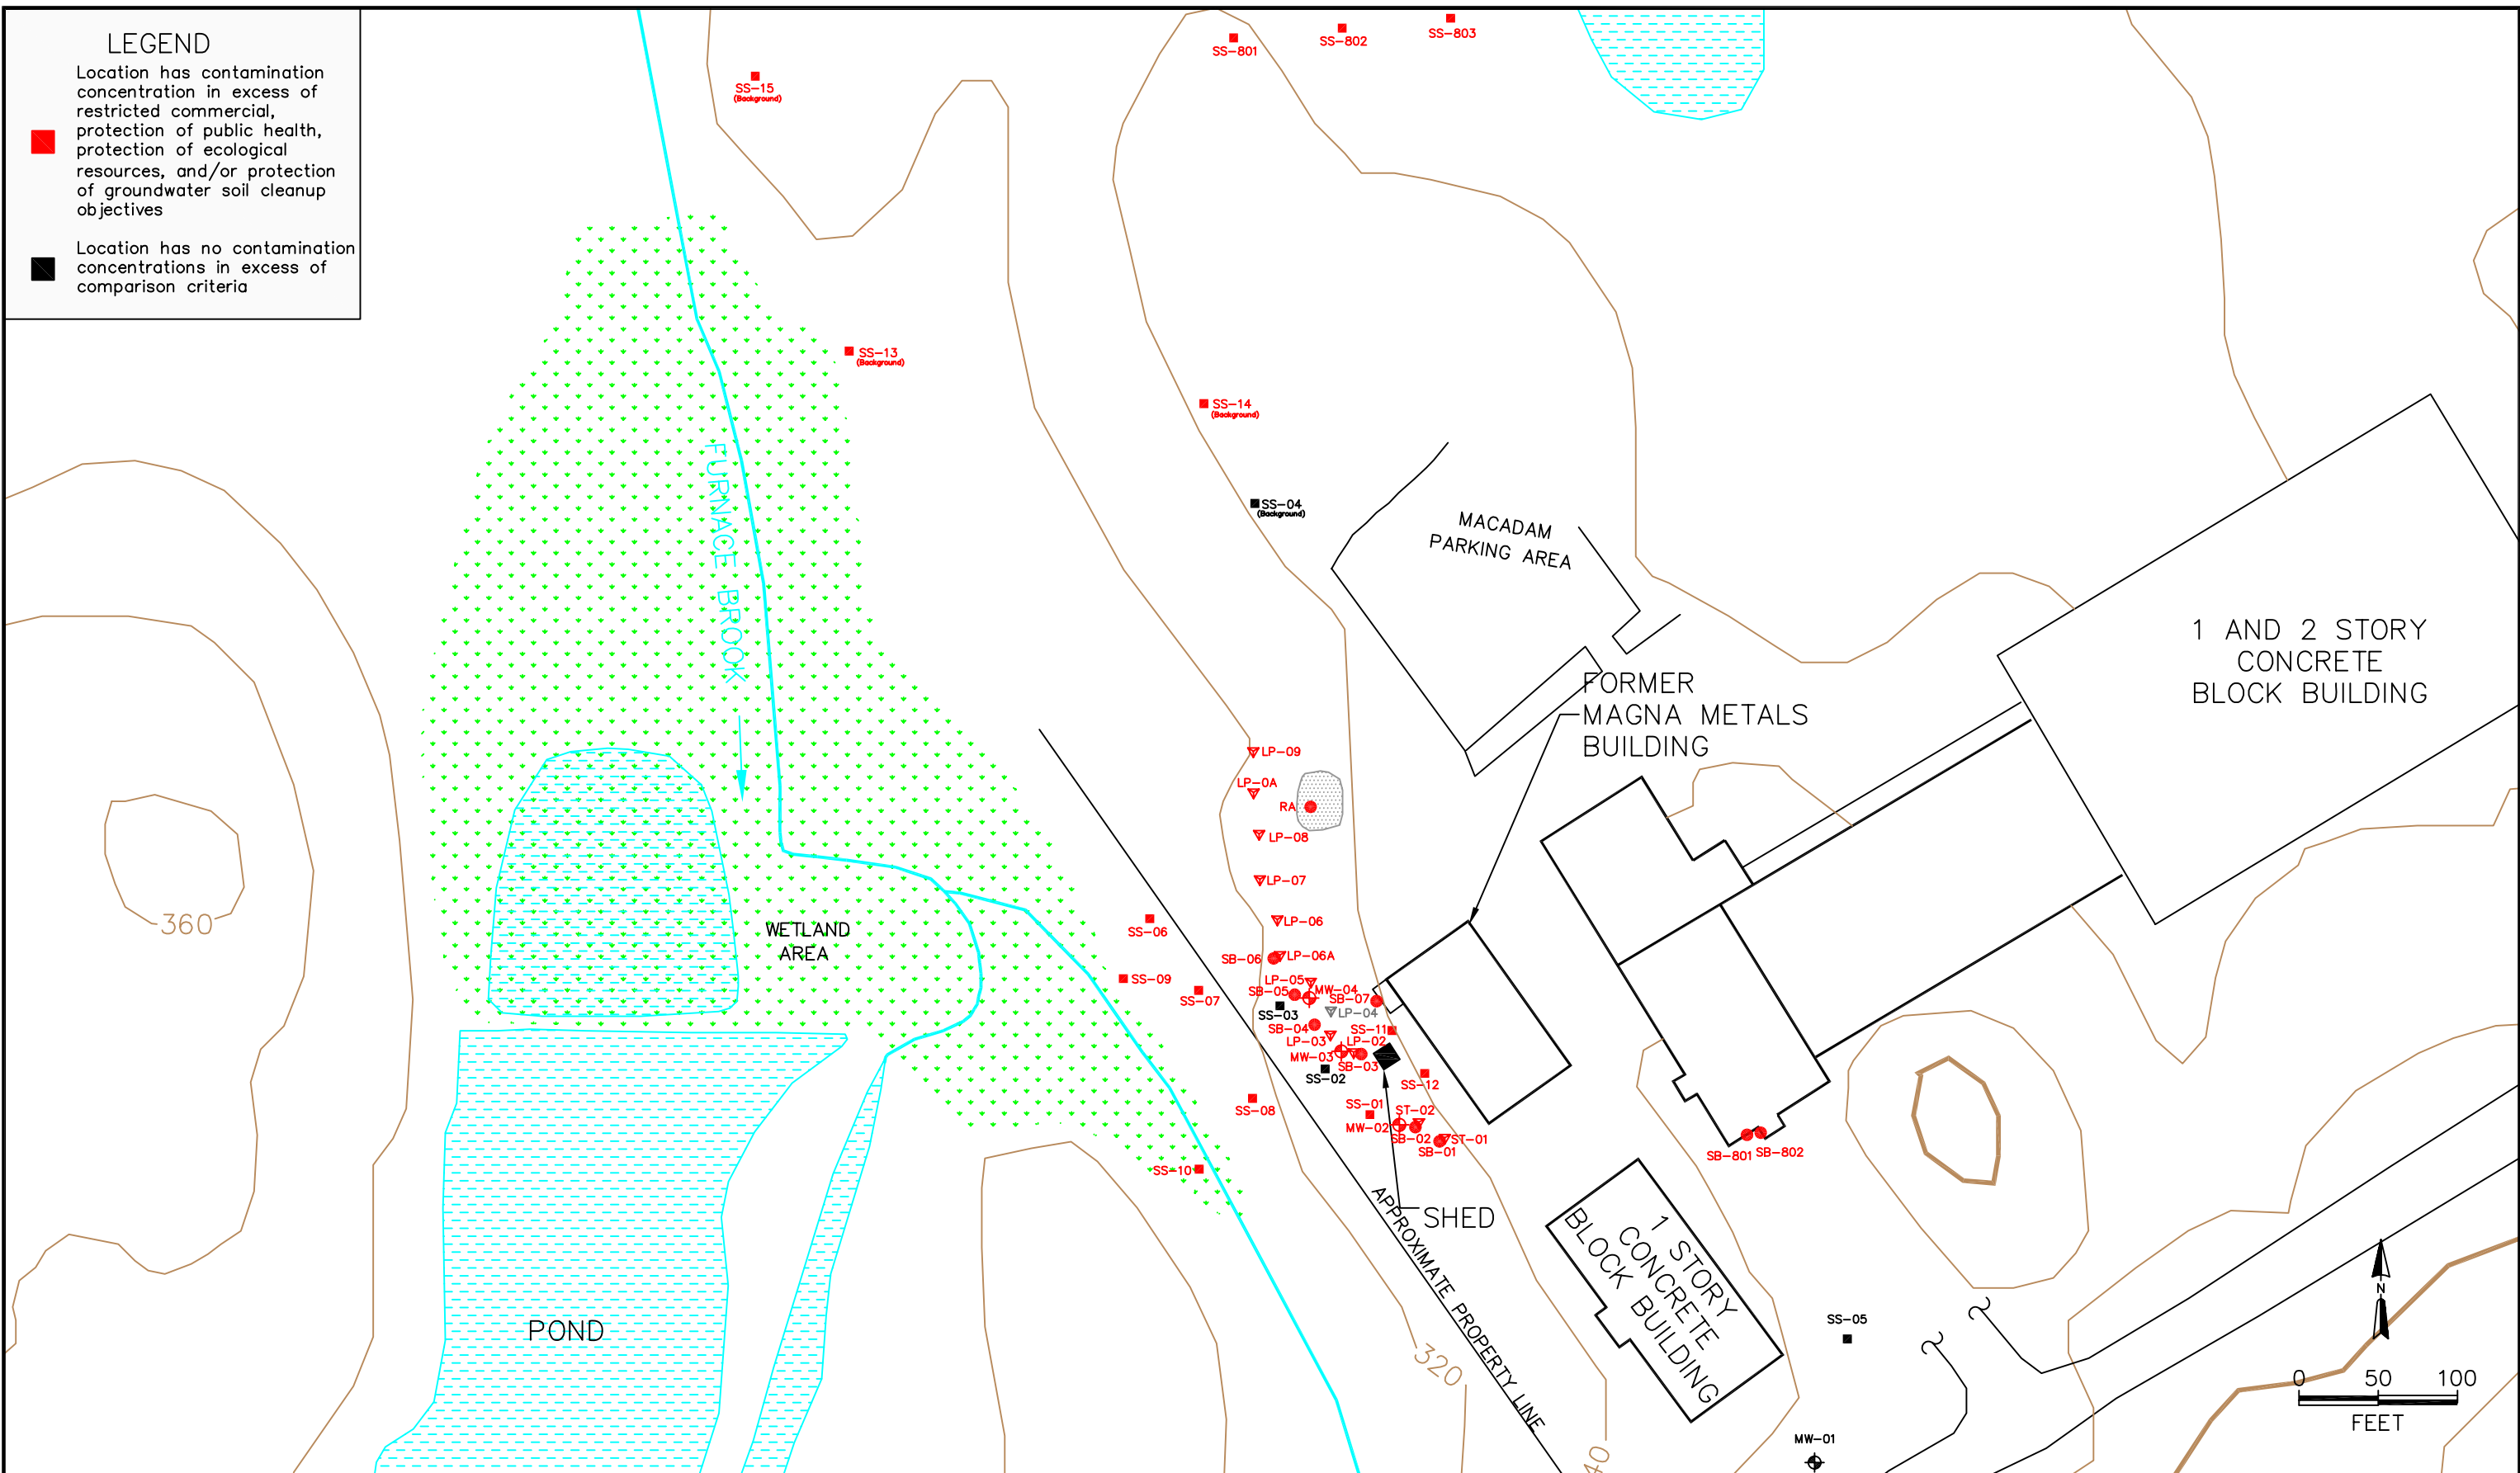 LEGEND
Location has contamination
concentration in excess of
restricted commercial,
protection of public health,
protection of ecological
resources, and/or protection
of groundwater soil cleanup
objectives
Location has no contamination
concentrations in excess of
comparison criteria
SS-801
SS-802
SS-803
SS-15
(Background)
SS-13
(Background)
SS-14
(Background)
SS-04
(Background)
FURNACE BROOK
MACADAM
PARKING AREA
1 AND 2 STORY
CONCRETE
BLOCK BUILDING
FORMER
MAGNA METALS
BUILDING
LP-09
LP-0A
RA
LP-08
LP-07
LP-06
360
WETLAND
AREA
SS-06
SB-06
LP-06A
SS-09
SS-07
LP-05
SB-05
MW-04
SB-07
SS-03
LP-04
SB-04
SS-11
LP-03
LP-02
MW-03
SB-03
SS-02
SS-12
SS-08
SS-01
ST-02
MW-02
SB-02
ST-01
SB-01
SB-801
SB-802
SS-10
SHED
APPROXIMATE PROPERTY LINE
1 STORY
CONCRETE
BLOCK BUILDING
POND
320
40
SS-05
MW-01
N
0 50 100
FEET